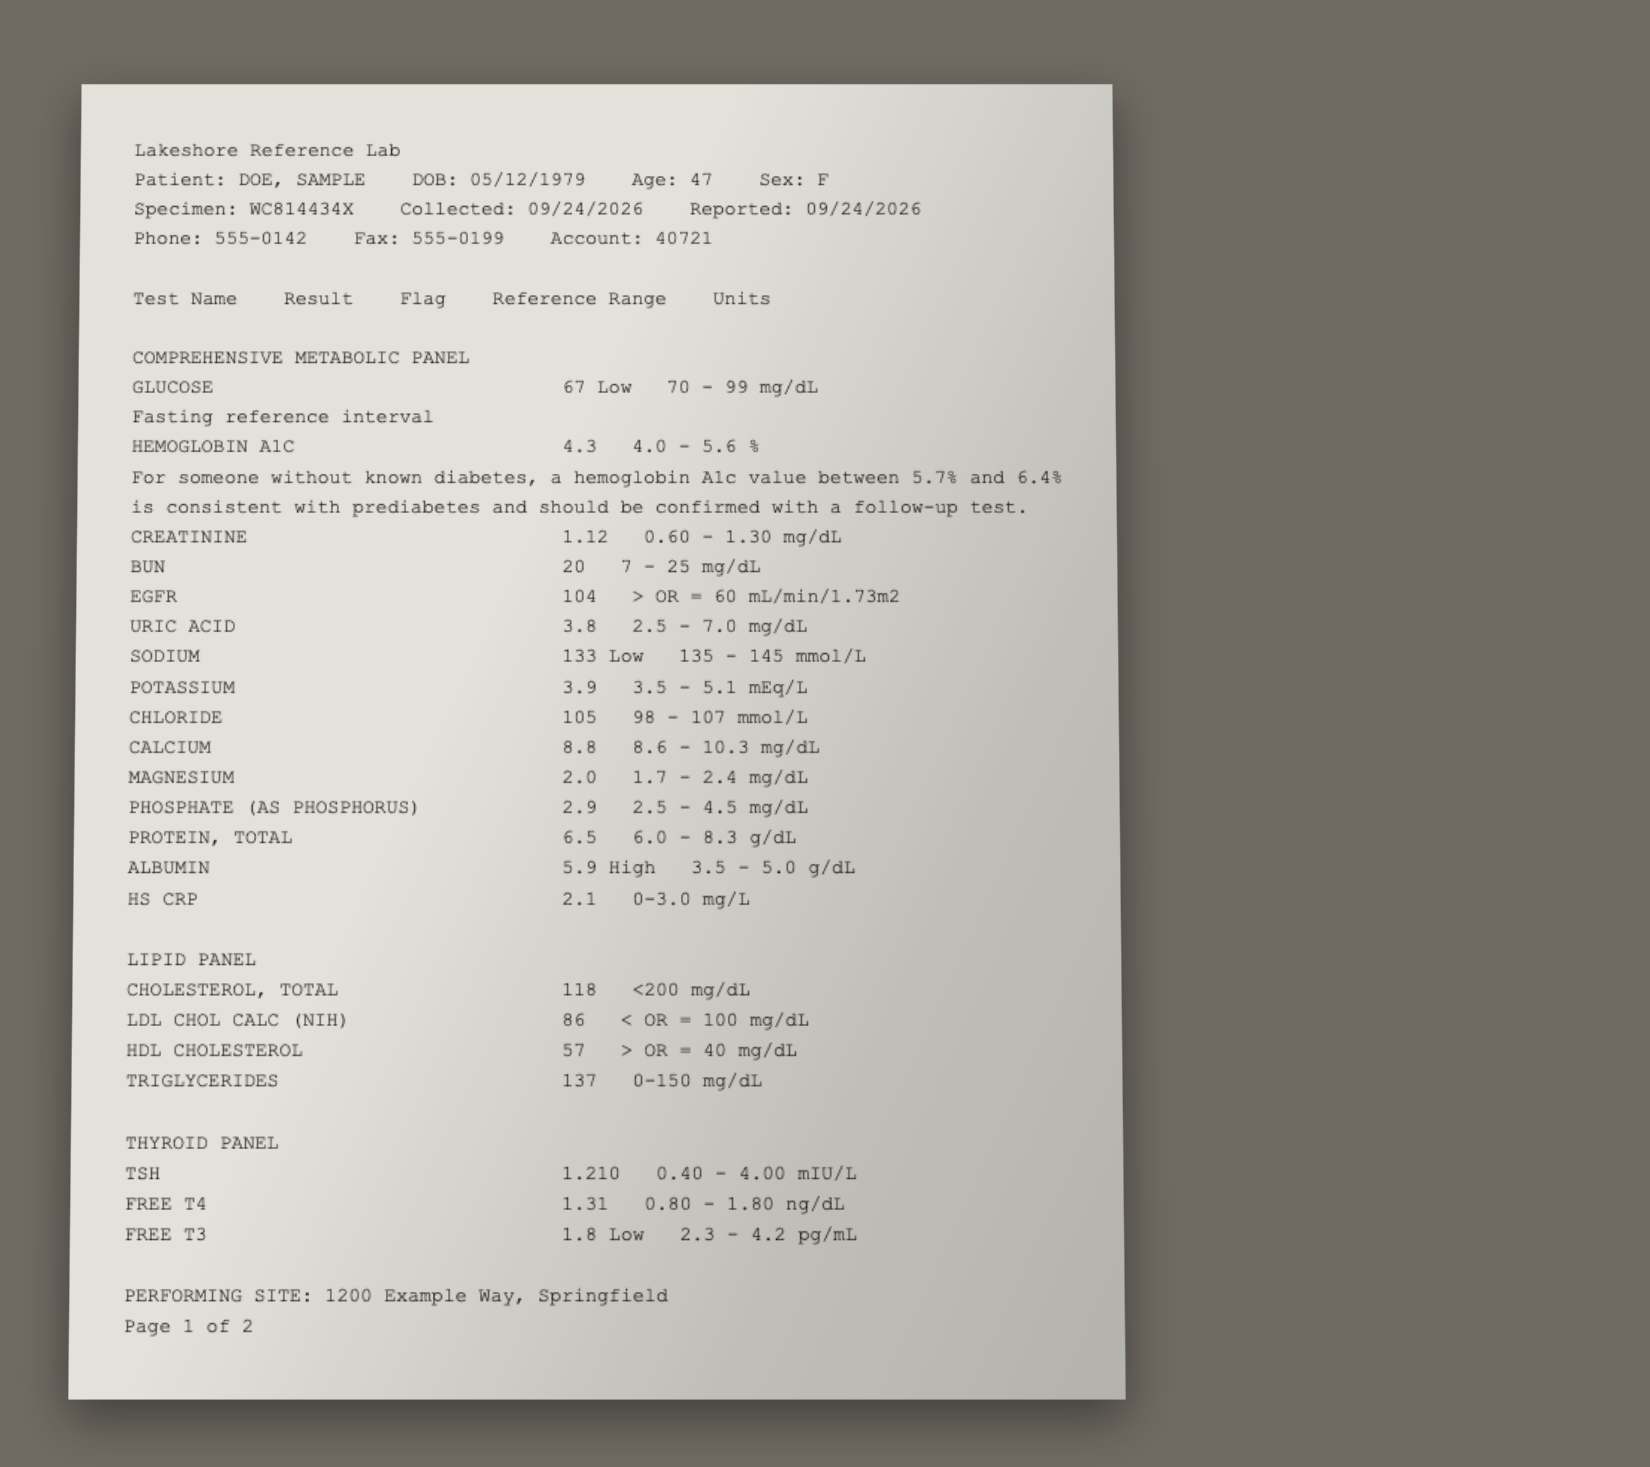 Lakeshore Reference Lab
Patient: DOE, SAMPLE    DOB: 05/12/1979    Age: 47    Sex: F
Specimen: WC814434X    Collected: 09/24/2026    Reported: 09/24/2026
Phone: 555-0142    Fax: 555-0199    Account: 40721
Test Name    Result    Flag    Reference Range    Units
COMPREHENSIVE METABOLIC PANEL
GLUCOSE    67 Low   70 - 99 mg/dL
Fasting reference interval
HEMOGLOBIN A1C    4.3   4.0 - 5.6 %
For someone without known diabetes, a hemoglobin A1c value between 5.7% and 6.4%
is consistent with prediabetes and should be confirmed with a follow-up test.
CREATININE    1.12   0.60 - 1.30 mg/dL
BUN    20   7 - 25 mg/dL
EGFR    104   > OR = 60 mL/min/1.73m2
URIC ACID    3.8   2.5 - 7.0 mg/dL
SODIUM    133 Low   135 - 145 mmol/L
POTASSIUM    3.9   3.5 - 5.1 mEq/L
CHLORIDE    105   98 - 107 mmol/L
CALCIUM    8.8   8.6 - 10.3 mg/dL
MAGNESIUM    2.0   1.7 - 2.4 mg/dL
PHOSPHATE (AS PHOSPHORUS)    2.9   2.5 - 4.5 mg/dL
PROTEIN, TOTAL    6.5   6.0 - 8.3 g/dL
ALBUMIN    5.9 High   3.5 - 5.0 g/dL
HS CRP    2.1   0-3.0 mg/L
LIPID PANEL
CHOLESTEROL, TOTAL    118   <200 mg/dL
LDL CHOL CALC (NIH)    86   < OR = 100 mg/dL
HDL CHOLESTEROL    57   > OR = 40 mg/dL
TRIGLYCERIDES    137   0-150 mg/dL
THYROID PANEL
TSH    1.210   0.40 - 4.00 mIU/L
FREE T4    1.31   0.80 - 1.80 ng/dL
FREE T3    1.8 Low   2.3 - 4.2 pg/mL
PERFORMING SITE: 1200 Example Way, Springfield
Page 1 of 2